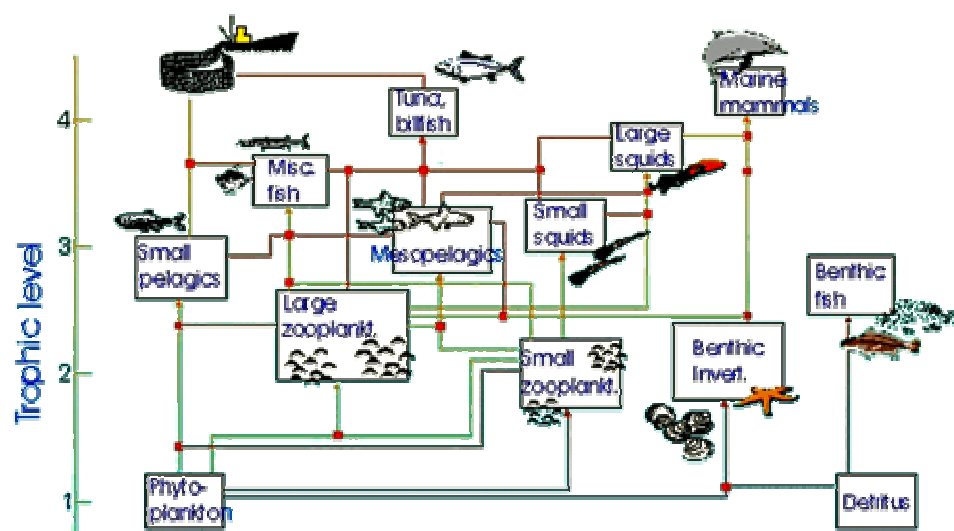 Trophic level
4
3
2
1
Tuna,
billfish
Marine
mammals
Large
squids
Misc.
fish
Small
squids
Small
pelagics
Mesopelagics
Benthic
fish
Large
zooplankt.
Small
zooplankt.
Benthic
Invert.
Phyto-
plankton
Detritus